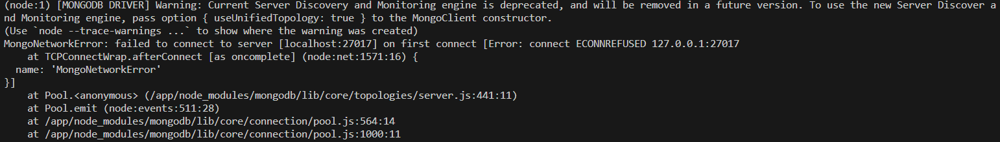 (node:1) [MONGODB DRIVER] Warning: Current Server Discovery and Monitoring engine is deprecated, and will be removed in a future version. To use the new Server Discover a
nd Monitoring engine, pass option { useUnifiedTopology: true } to the MongoClient constructor.
(Use `node --trace-warnings ...` to show where the warning was created)
MongoNetworkError: failed to connect to server [localhost:27017] on first connect [Error: connect ECONNREFUSED 127.0.0.1:27017
    at TCPConnectWrap.afterConnect [as oncomplete] (node:net:1571:16) {
  name: 'MongoNetworkError'
}]
    at Pool.<anonymous> (/app/node_modules/mongodb/lib/core/topologies/server.js:441:11)
    at Pool.emit (node:events:511:28)
    at /app/node_modules/mongodb/lib/core/connection/pool.js:564:14
    at /app/node_modules/mongodb/lib/core/connection/pool.js:1000:11